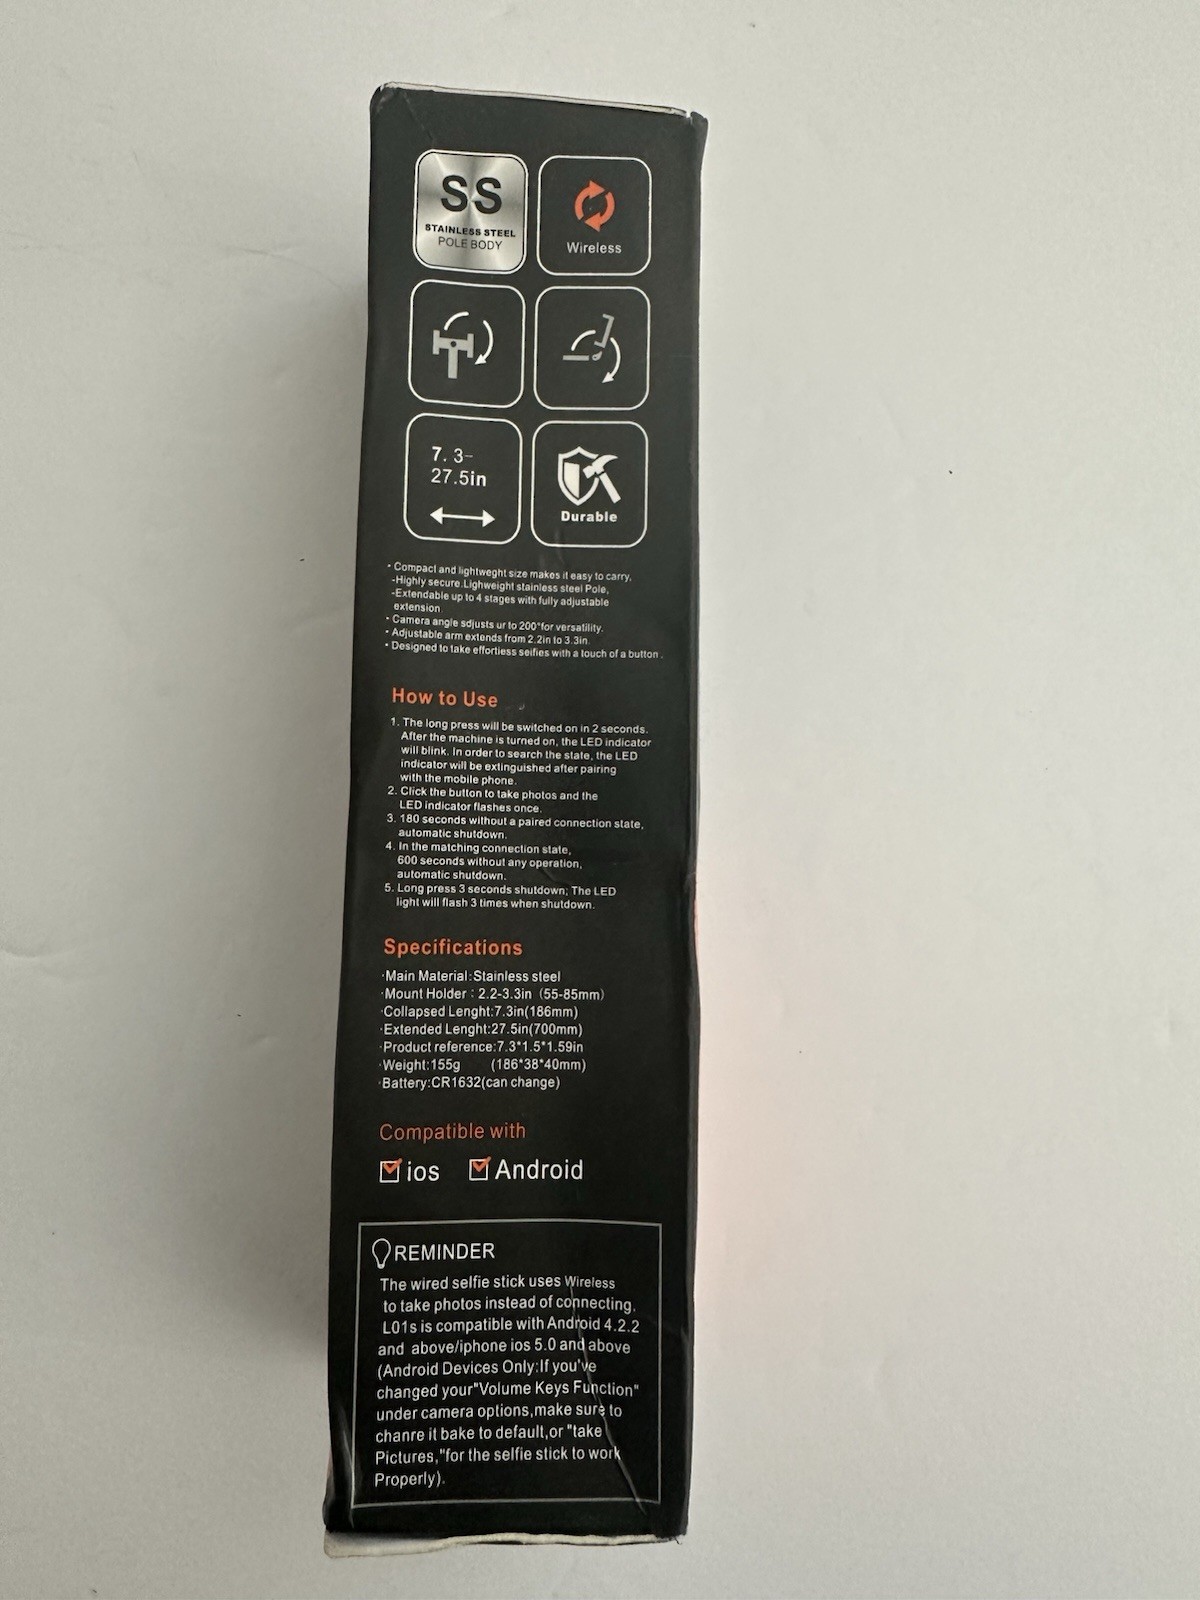 SS
STAINLESS STEEL
POLE BODY
Wireless
7. 3-
27.5in
Durable
· Compact and lightweght size makes it easy to carry,
-Highly secure.Lighweight stainless steel Pole,
-Extendable up to 4 stages with fully adjustable
extension
· Camera angle sdjusts ur to 200°for versatility.
· Adjustable arm extends from 2.2in to 3.3in.
· Designed to take effortless selfies with a touch of a button .
How to Use
1. The long press will be switched on in 2 seconds.
After the machine is turned on, the LED indicator
will blink. In order to search the state, the LED
indicator will be extinguished after pairing
with the mobile phone.
2. Click the button to take photos and the
LED indicator flashes once.
3. 180 seconds without a paired connection state,
automatic shutdown.
4. In the matching connection state,
600 seconds without any operation,
automatic shutdown.
5. Long press 3 seconds shutdown; The LED
light will flash 3 times when shutdown.
Specifications
·Main Material:Stainless steel
·Mount Holder : 2.2-3.3in (55-85mm)
·Collapsed Lenght:7.3in(186mm)
·Extended Lenght:27.5in(700mm)
·Product reference:7.3*1.5*1.59in
·Weight:155g (186*38*40mm)
·Battery:CR1632(can change)
Compatible with
ios Android
REMINDER
The wired selfie stick uses Wireless
to take photos instead of connecting.
L01s is compatible with Android 4.2.2
and above/iphone ios 5.0 and above
(Android Devices Only:If you've
changed your"Volume Keys Function"
under camera options,make sure to
chanre it bake to default,or "take
Pictures,"for the selfie stick to work
Properly).